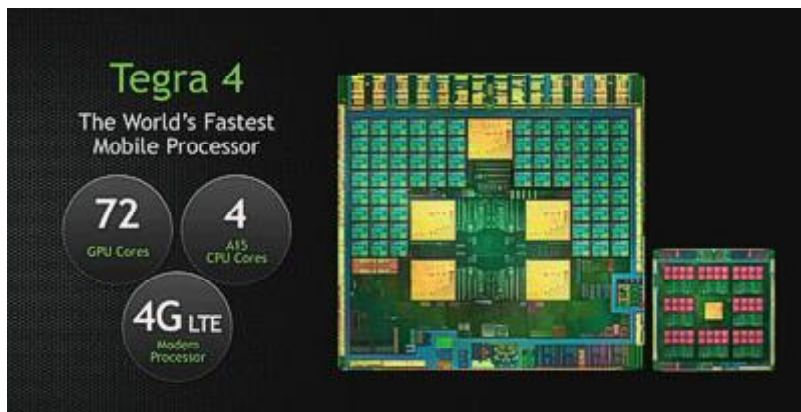 Tegra 4
The World's Fastest
Mobile Processor
72
GPU Cores
4
A15
CPU Cores
4G LTE
Modem
Processor